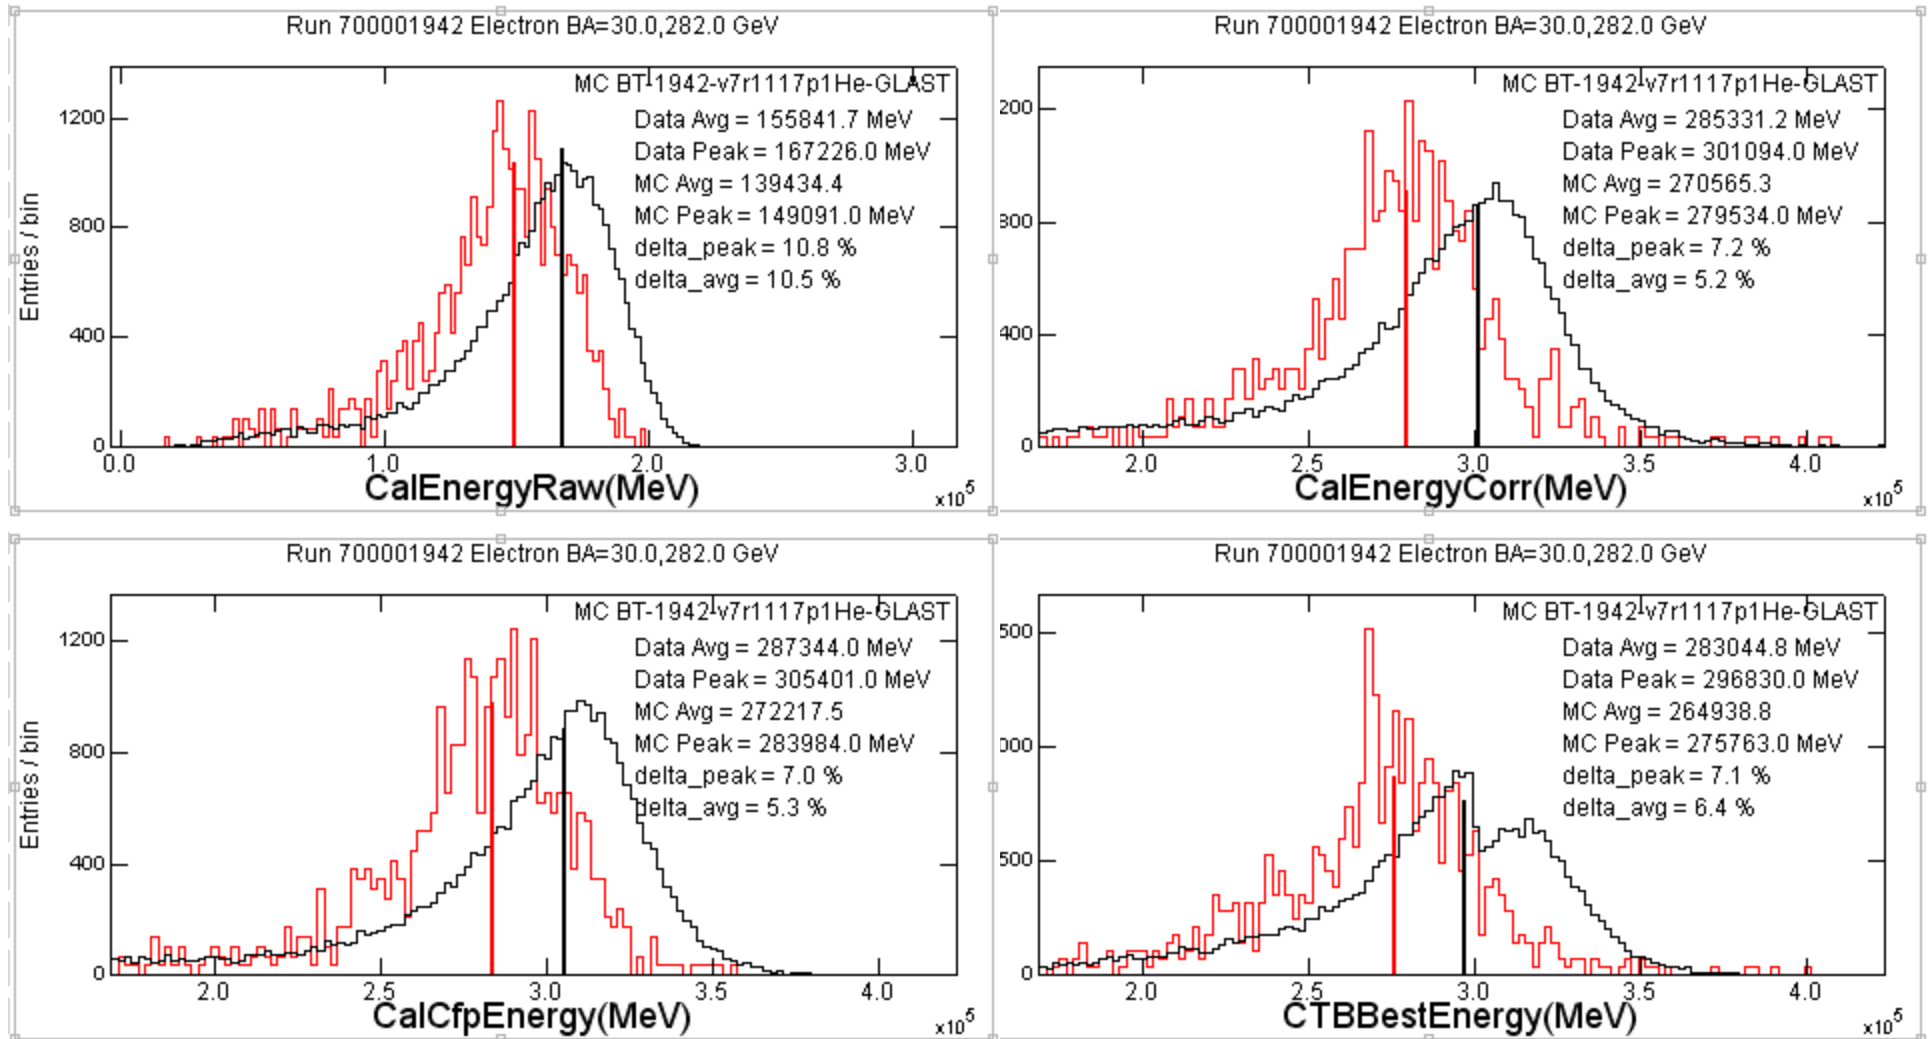 Run 700001942 Electron BA=30.0,282.0 GeV
MC BT-1942-v7r1117p1He-GLAST
Data Avg = 155841.7 MeV
Data Peak = 167226.0 MeV
MC Avg = 139434.4
MC Peak = 149091.0 MeV
delta_peak = 10.8 %
delta_avg = 10.5 %
Entries / bin
1200
800
400
0
0.0 1.0 2.0 3.0
CalEnergyRaw(MeV)
x10⁵
Run 700001942 Electron BA=30.0,282.0 GeV
MC BT-1942-v7r1117p1He-GLAST
Data Avg = 285331.2 MeV
Data Peak = 301094.0 MeV
MC Avg = 270565.3
MC Peak = 279534.0 MeV
delta_peak = 7.2 %
delta_avg = 5.2 %
200
800
400
0
2.0 2.5 3.0 3.5 4.0
CalEnergyCorr(MeV)
x10⁵
Run 700001942 Electron BA=30.0,282.0 GeV
MC BT-1942-v7r1117p1He-GLAST
Data Avg = 287344.0 MeV
Data Peak = 305401.0 MeV
MC Avg = 272217.5
MC Peak = 283984.0 MeV
delta_peak = 7.0 %
delta_avg = 5.3 %
Entries / bin
1200
800
400
0
2.0 2.5 3.0 3.5 4.0
CalCfpEnergy(MeV)
x10⁵
Run 700001942 Electron BA=30.0,282.0 GeV
MC BT-1942-v7r1117p1He-GLAST
Data Avg = 283044.8 MeV
Data Peak = 296830.0 MeV
MC Avg = 264938.8
MC Peak = 275763.0 MeV
delta_peak = 7.1 %
delta_avg = 6.4 %
500
000
500
0
2.0 2.5 3.0 3.5 4.0
CTBBestEnergy(MeV)
x10⁵